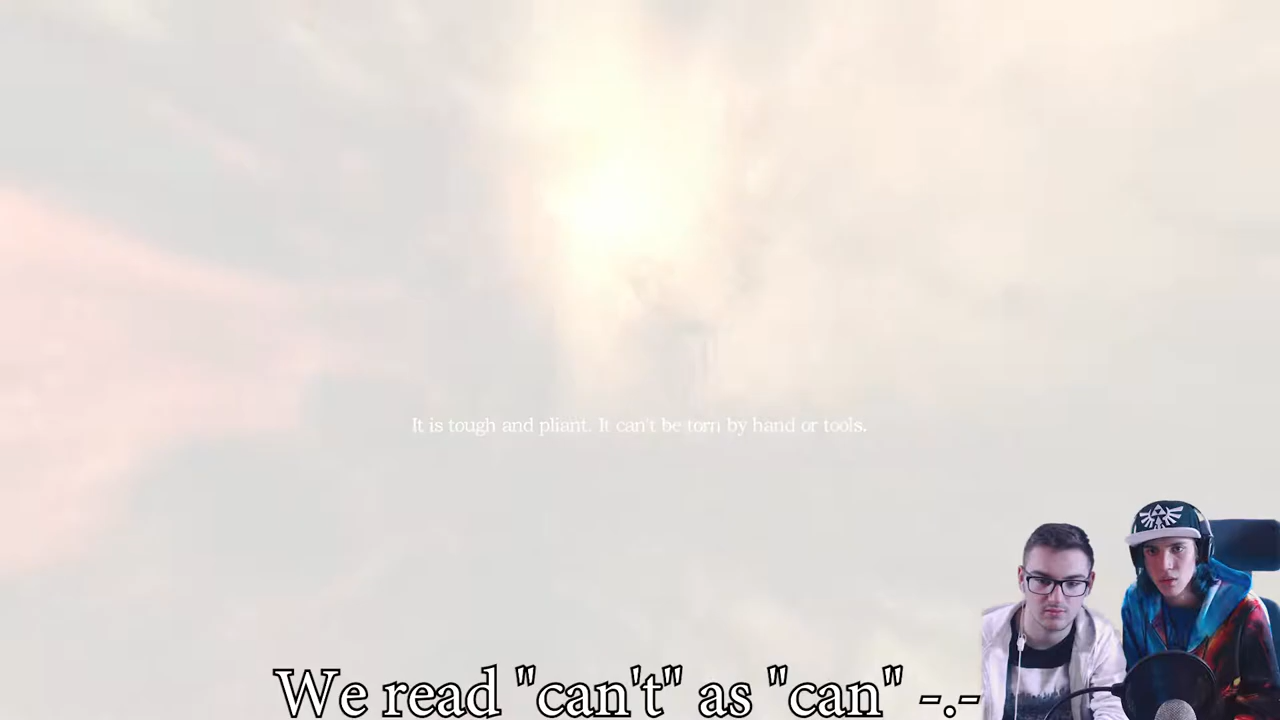 It is tough and pliant. It can't be torn by hand or tools.
We read "can't" as "can" -.-